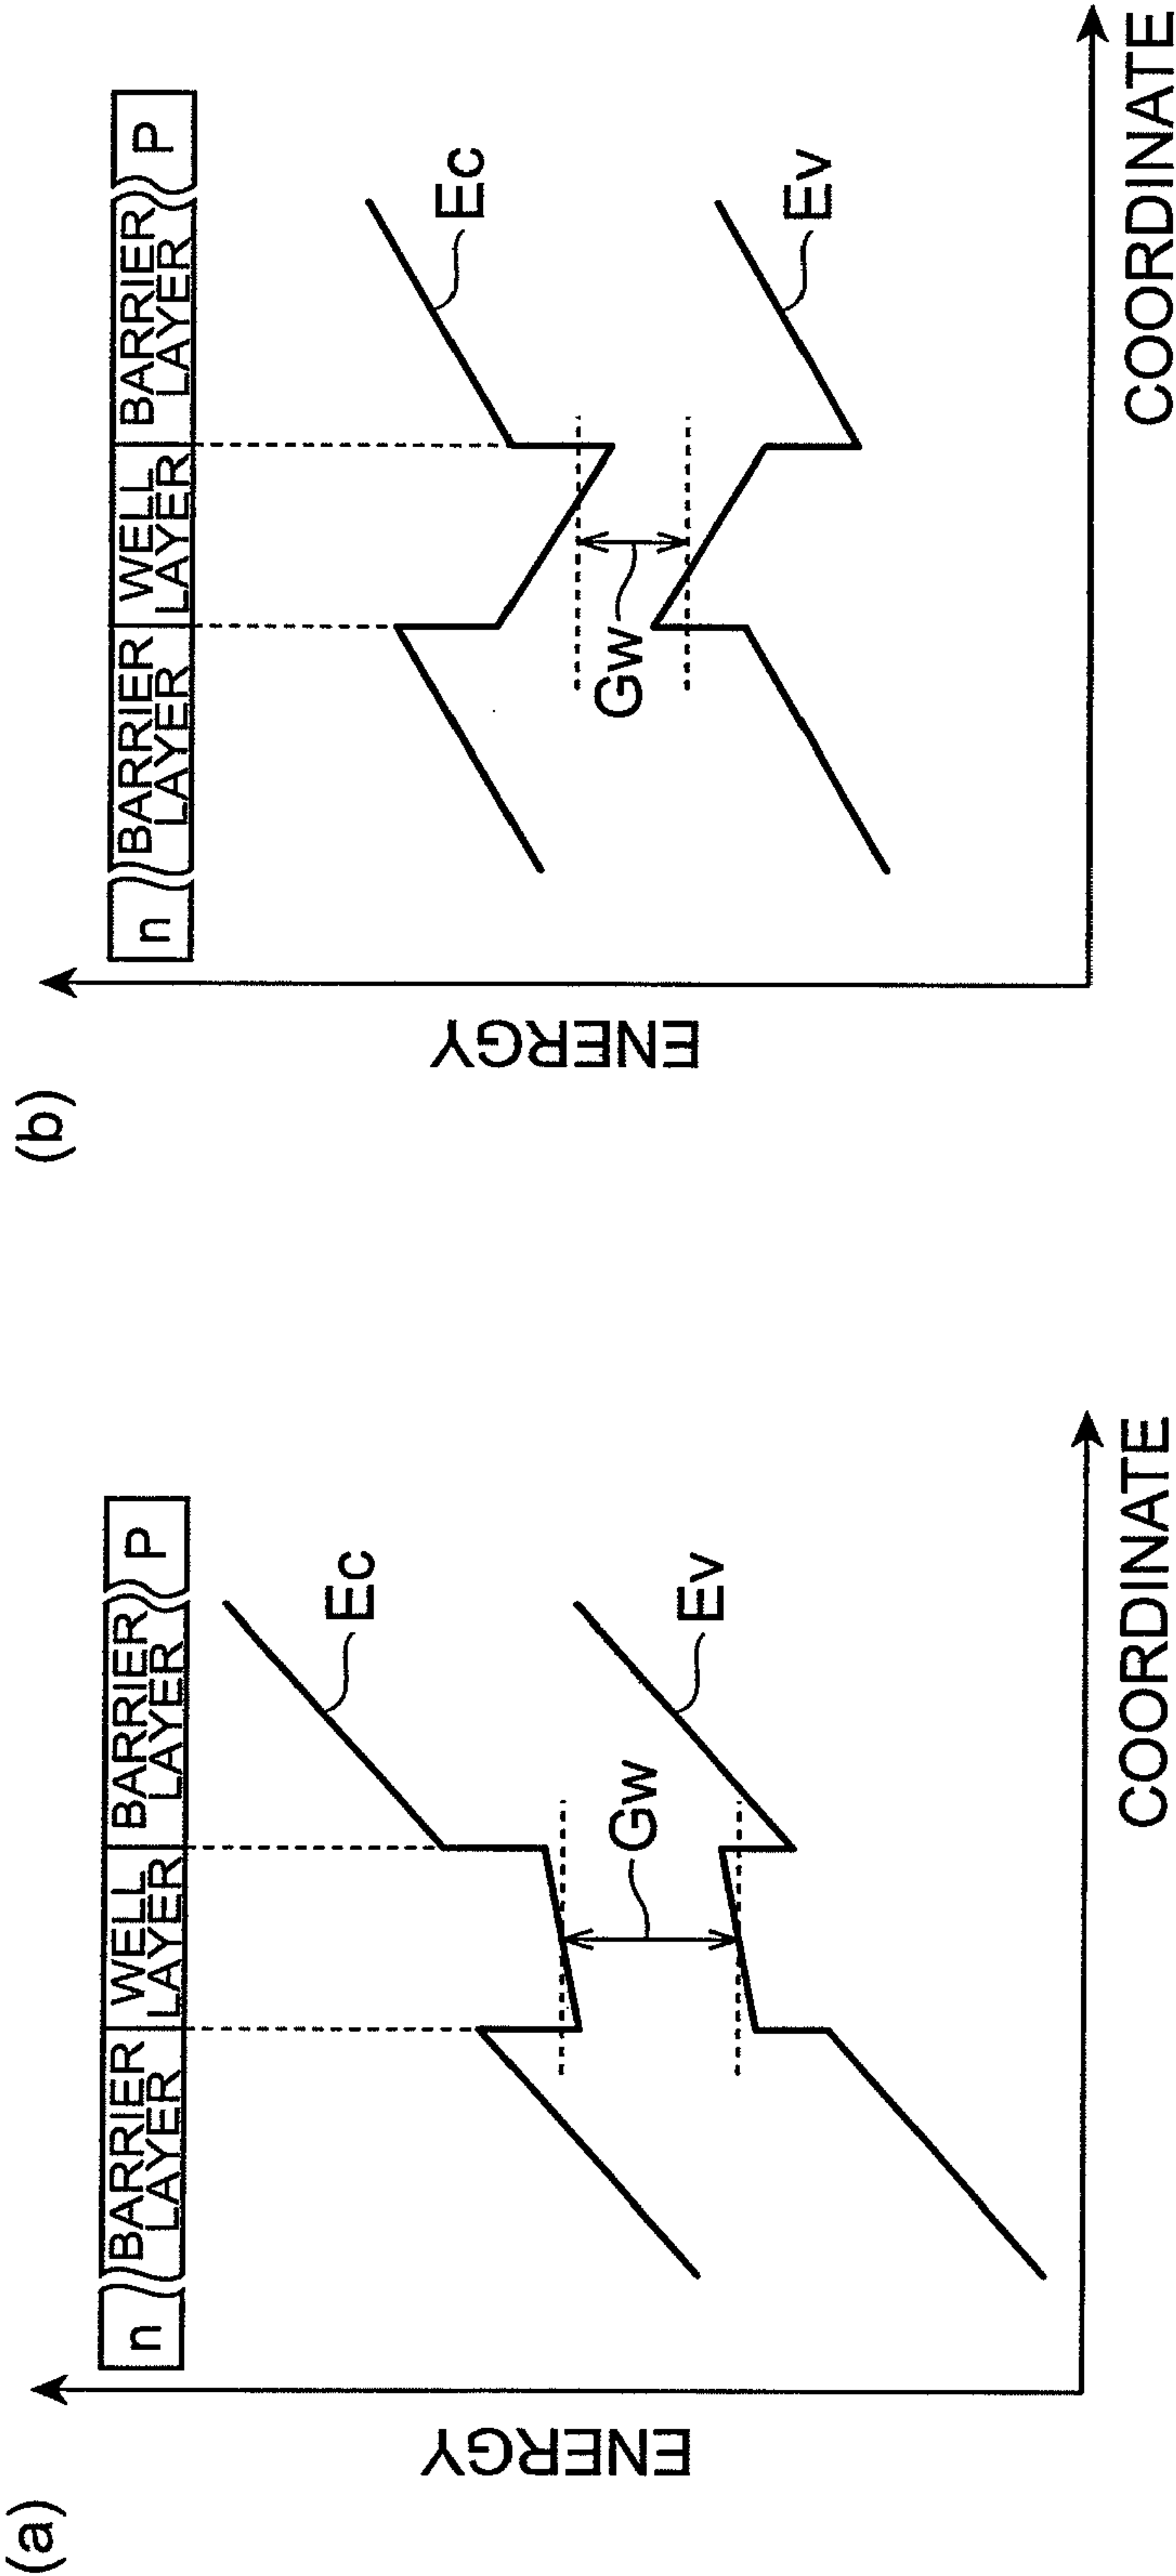 (a)
n
BARRIER
LAYER
WELL
LAYER
BARRIER
LAYER
P
ENERGY
Ec
Ev
Gw
COORDINATE
(b)
n
BARRIER
LAYER
WELL
LAYER
BARRIER
LAYER
P
ENERGY
Ec
Ev
Gw
COORDINATE